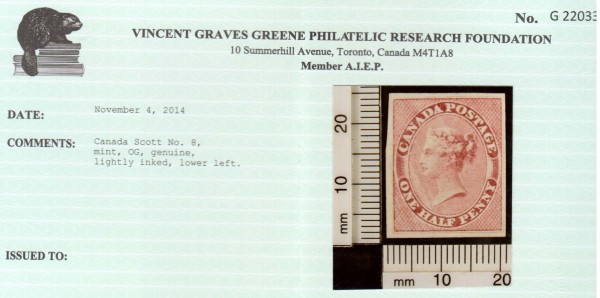 No. G 22033
VINCENT GRAVES GREENE PHILATELIC RESEARCH FOUNDATION
10 Summerhill Avenue, Toronto, Canada M4T1A8
Member A.I.E.P.
DATE: November 4, 2014
COMMENTS: Canada Scott No. 8,
mint, OG, genuine,
lightly inked, lower left.
CANADA POSTAGE
ONE HALF PENNY
20
10
mm
mm 10 20
ISSUED TO: